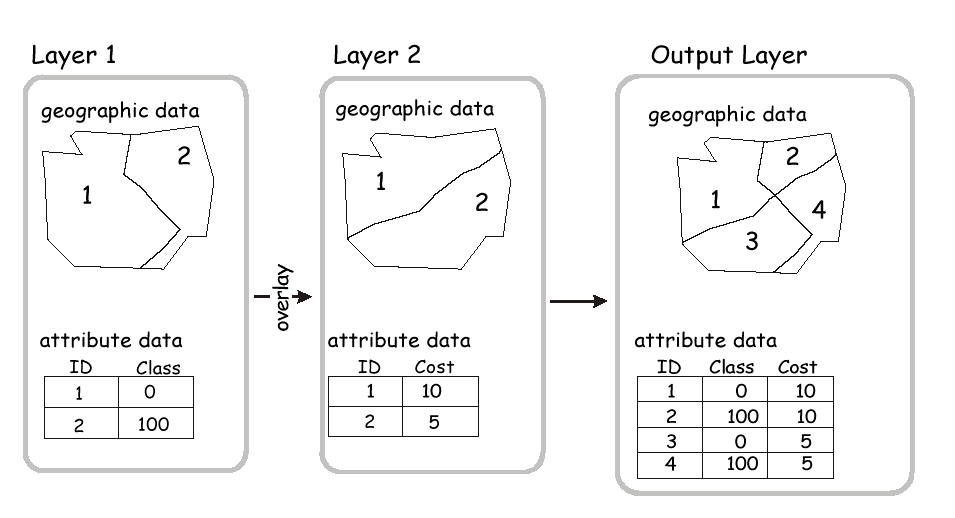 Layer 1
geographic data
1
2
attribute data
ID Class
1 0
2 100
overlay
Layer 2
geographic data
1
2
attribute data
ID Cost
1 10
2 5
Output Layer
geographic data
2
1
4
3
attribute data
ID Class Cost
1 0 10
2 100 10
3 0 5
4 100 5